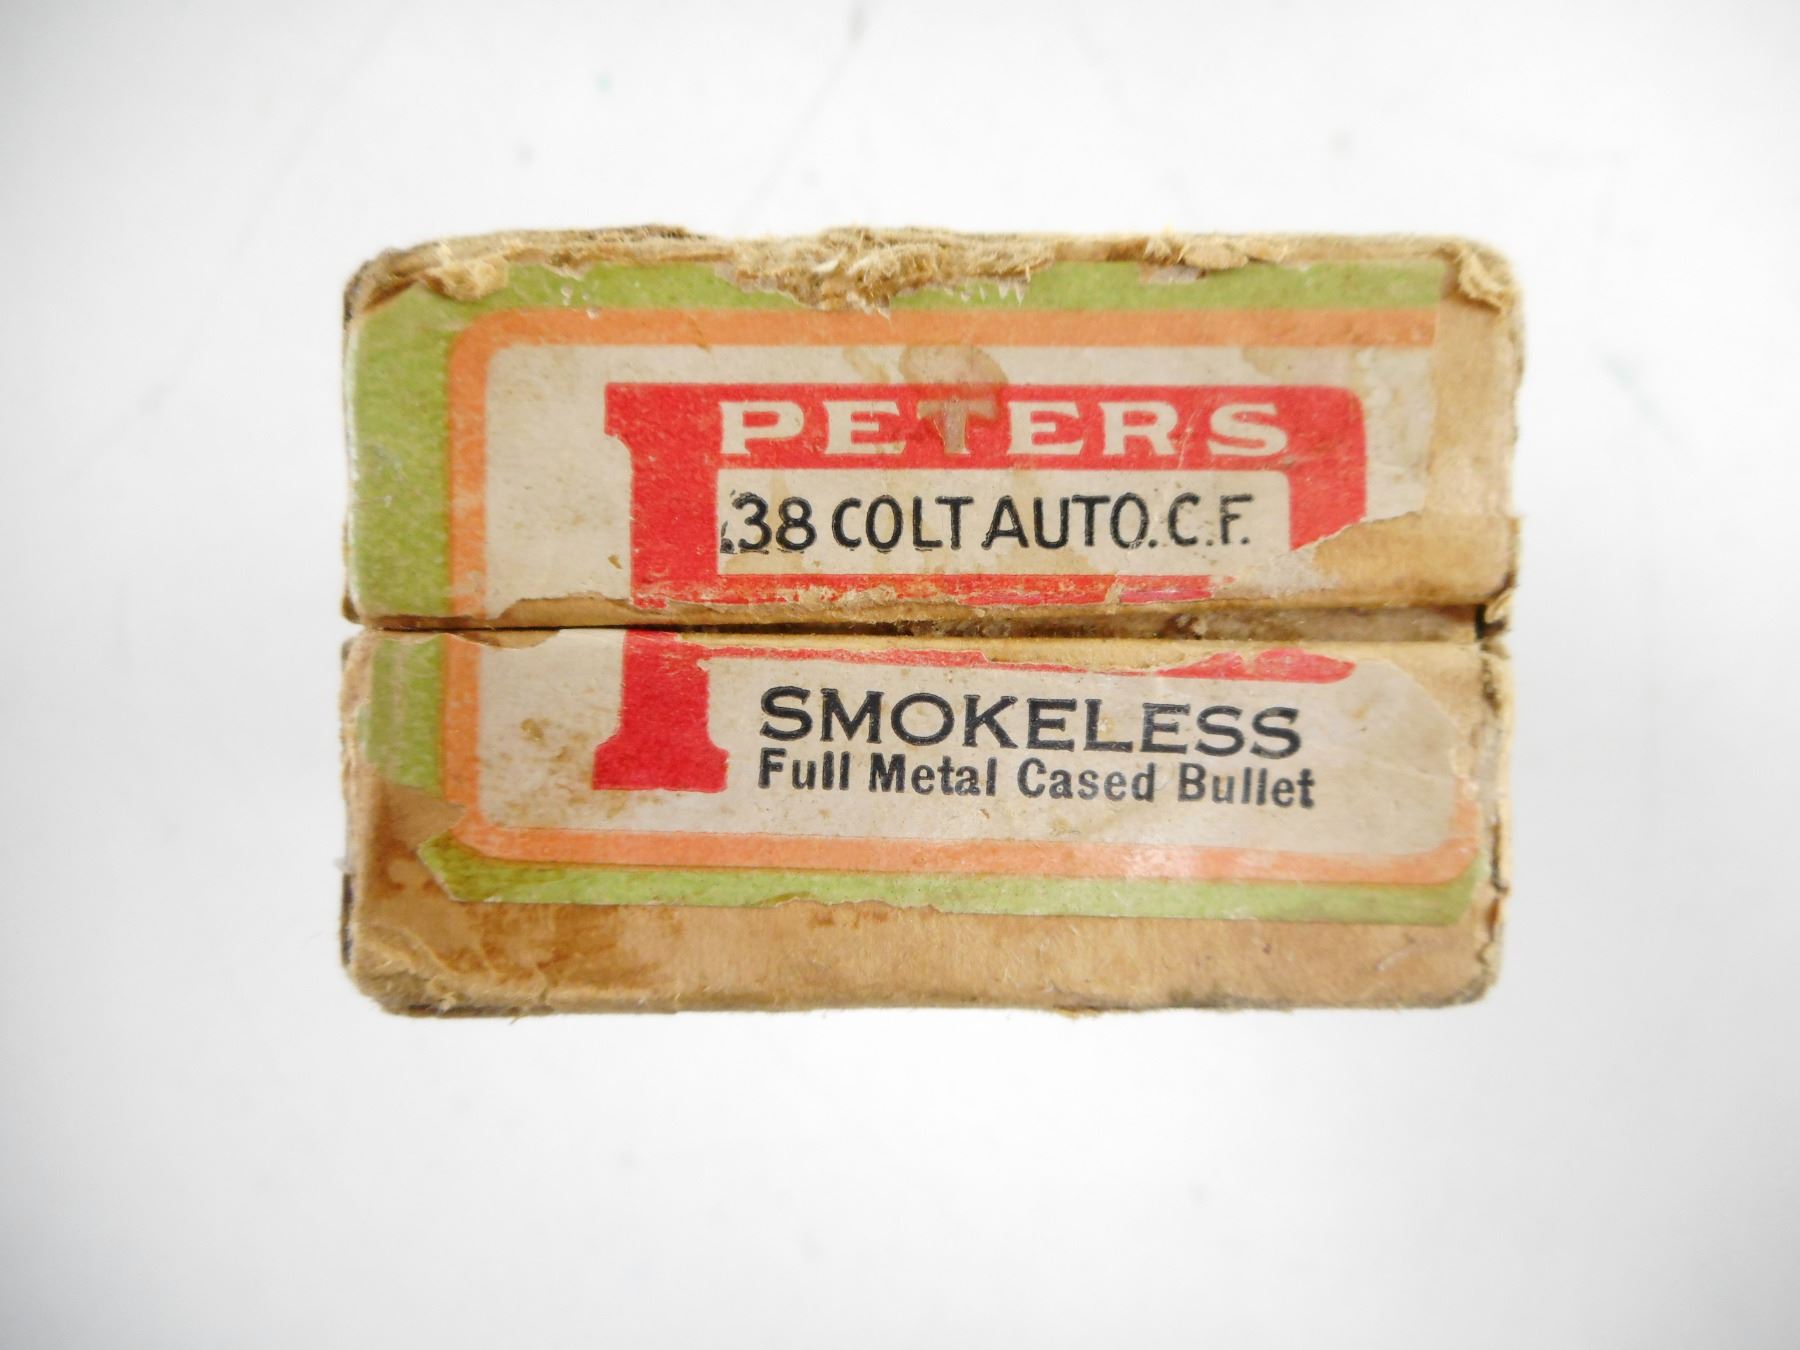 PETERS
.38 COLT AUTO. C.F.
SMOKELESS
Full Metal Cased Bullet